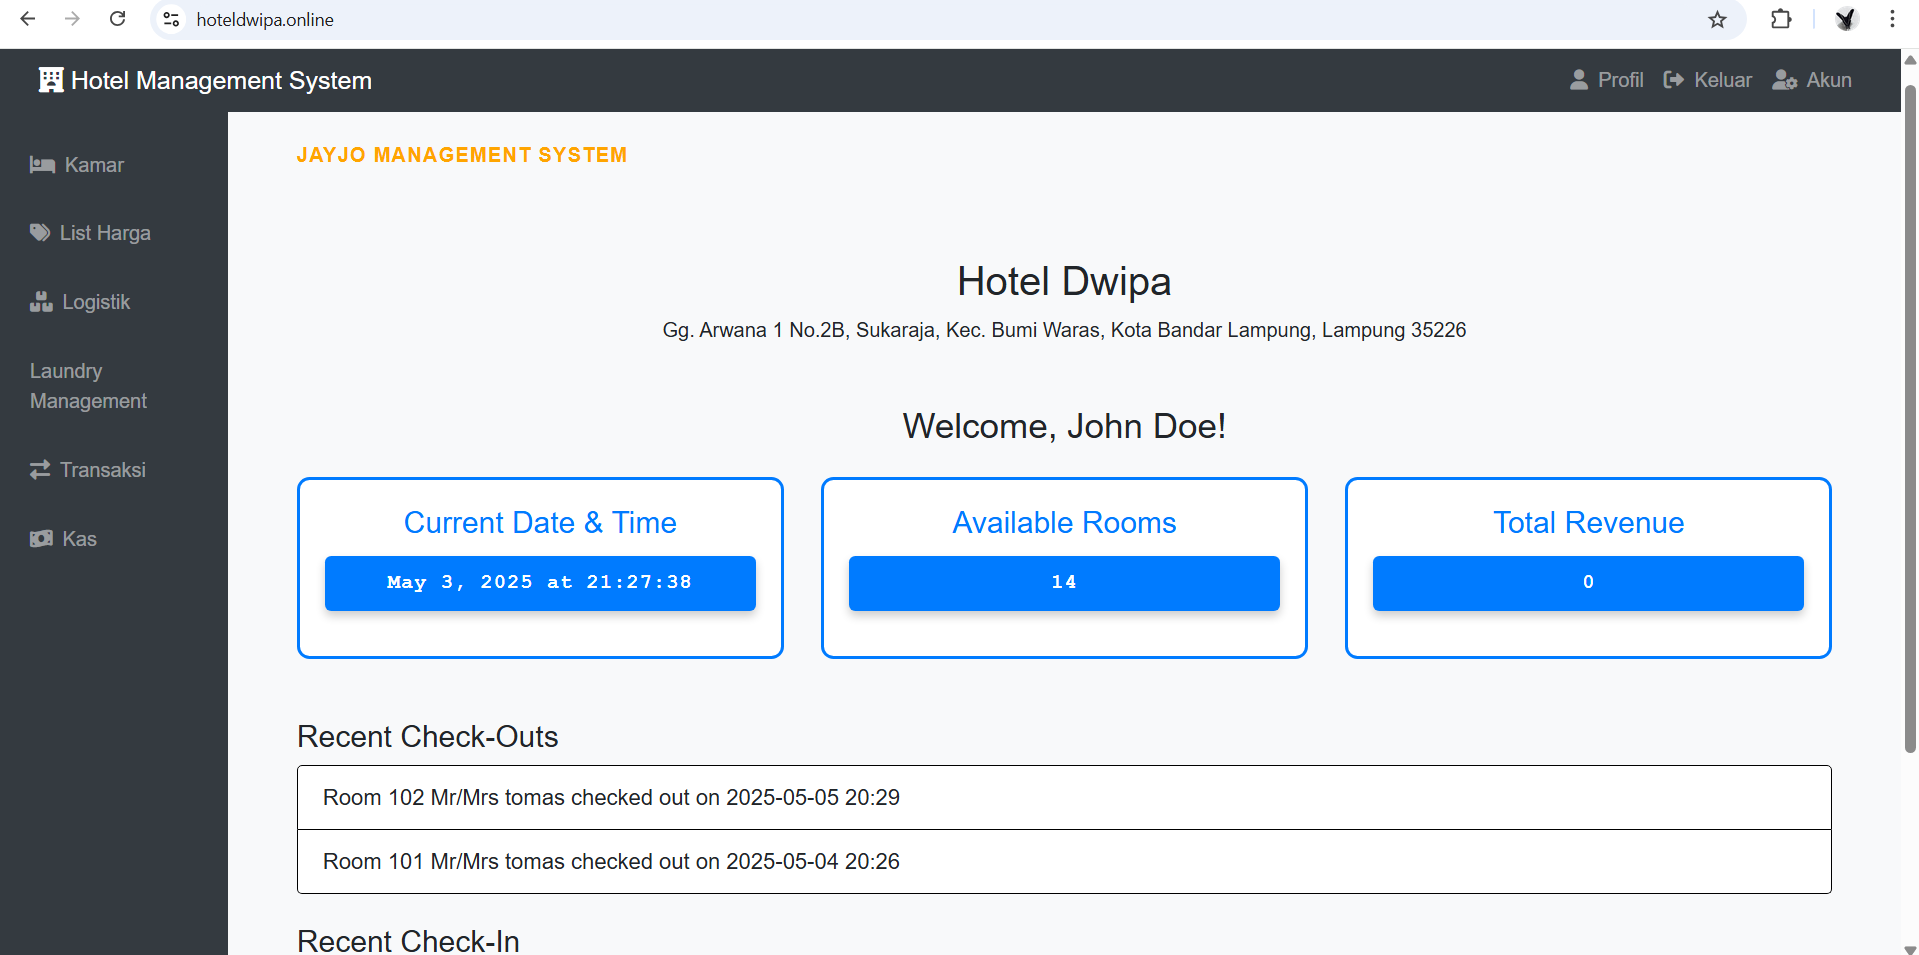 hoteldwipa.online
Hotel Management System
Profil
Keluar
Akun
Kamar
List Harga
Logistik
Laundry
Management
Transaksi
Kas
JAYJO MANAGEMENT SYSTEM
Hotel Dwipa
Gg. Arwana 1 No.2B, Sukaraja, Kec. Bumi Waras, Kota Bandar Lampung, Lampung 35226
Welcome, John Doe!
Current Date & Time
May 3, 2025 at 21:27:38
Available Rooms
14
Total Revenue
0
Recent Check-Outs
Room 102 Mr/Mrs tomas checked out on 2025-05-05 20:29
Room 101 Mr/Mrs tomas checked out on 2025-05-04 20:26
Recent Check-In